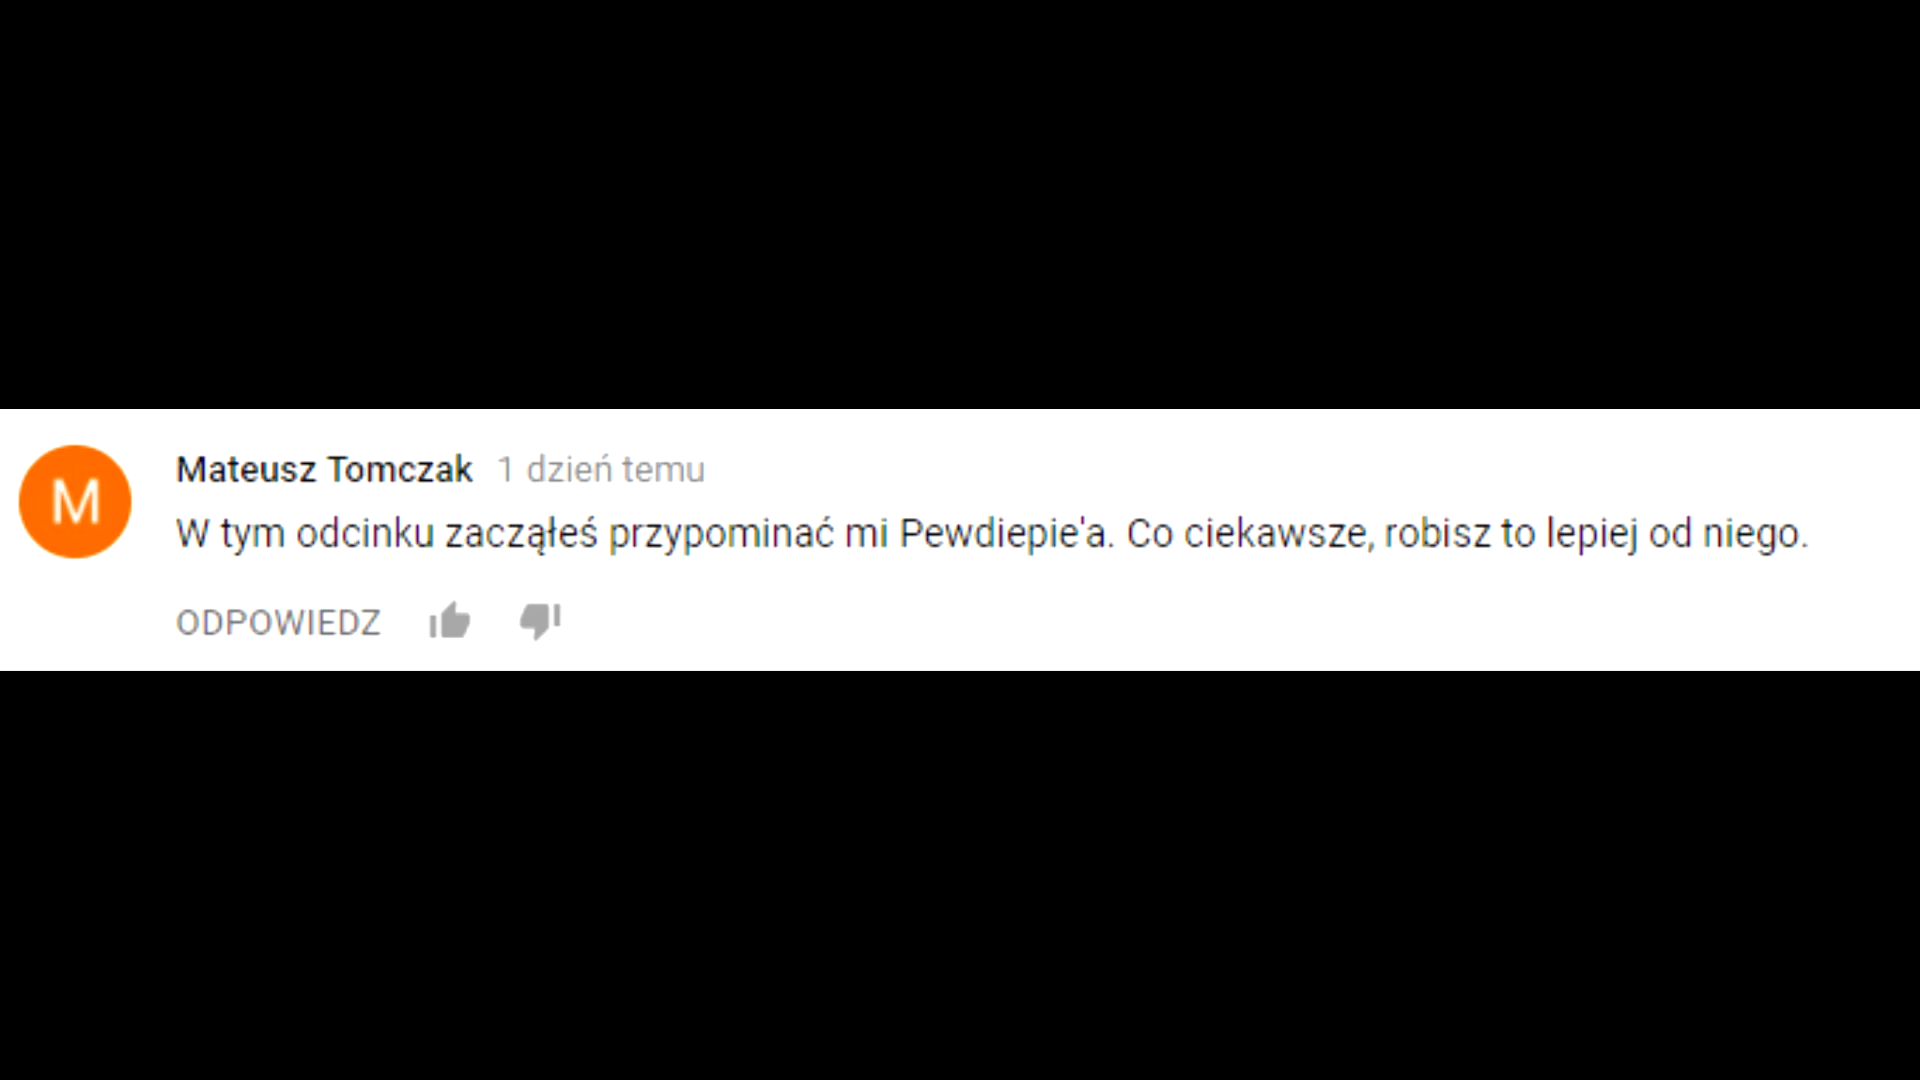 M
Mateusz Tomczak 1 dzień temu
W tym odcinku zacząłeś przypominać mi Pewdiepie'a. Co ciekawsze, robisz to lepiej od niego.
ODPOWIEDZ